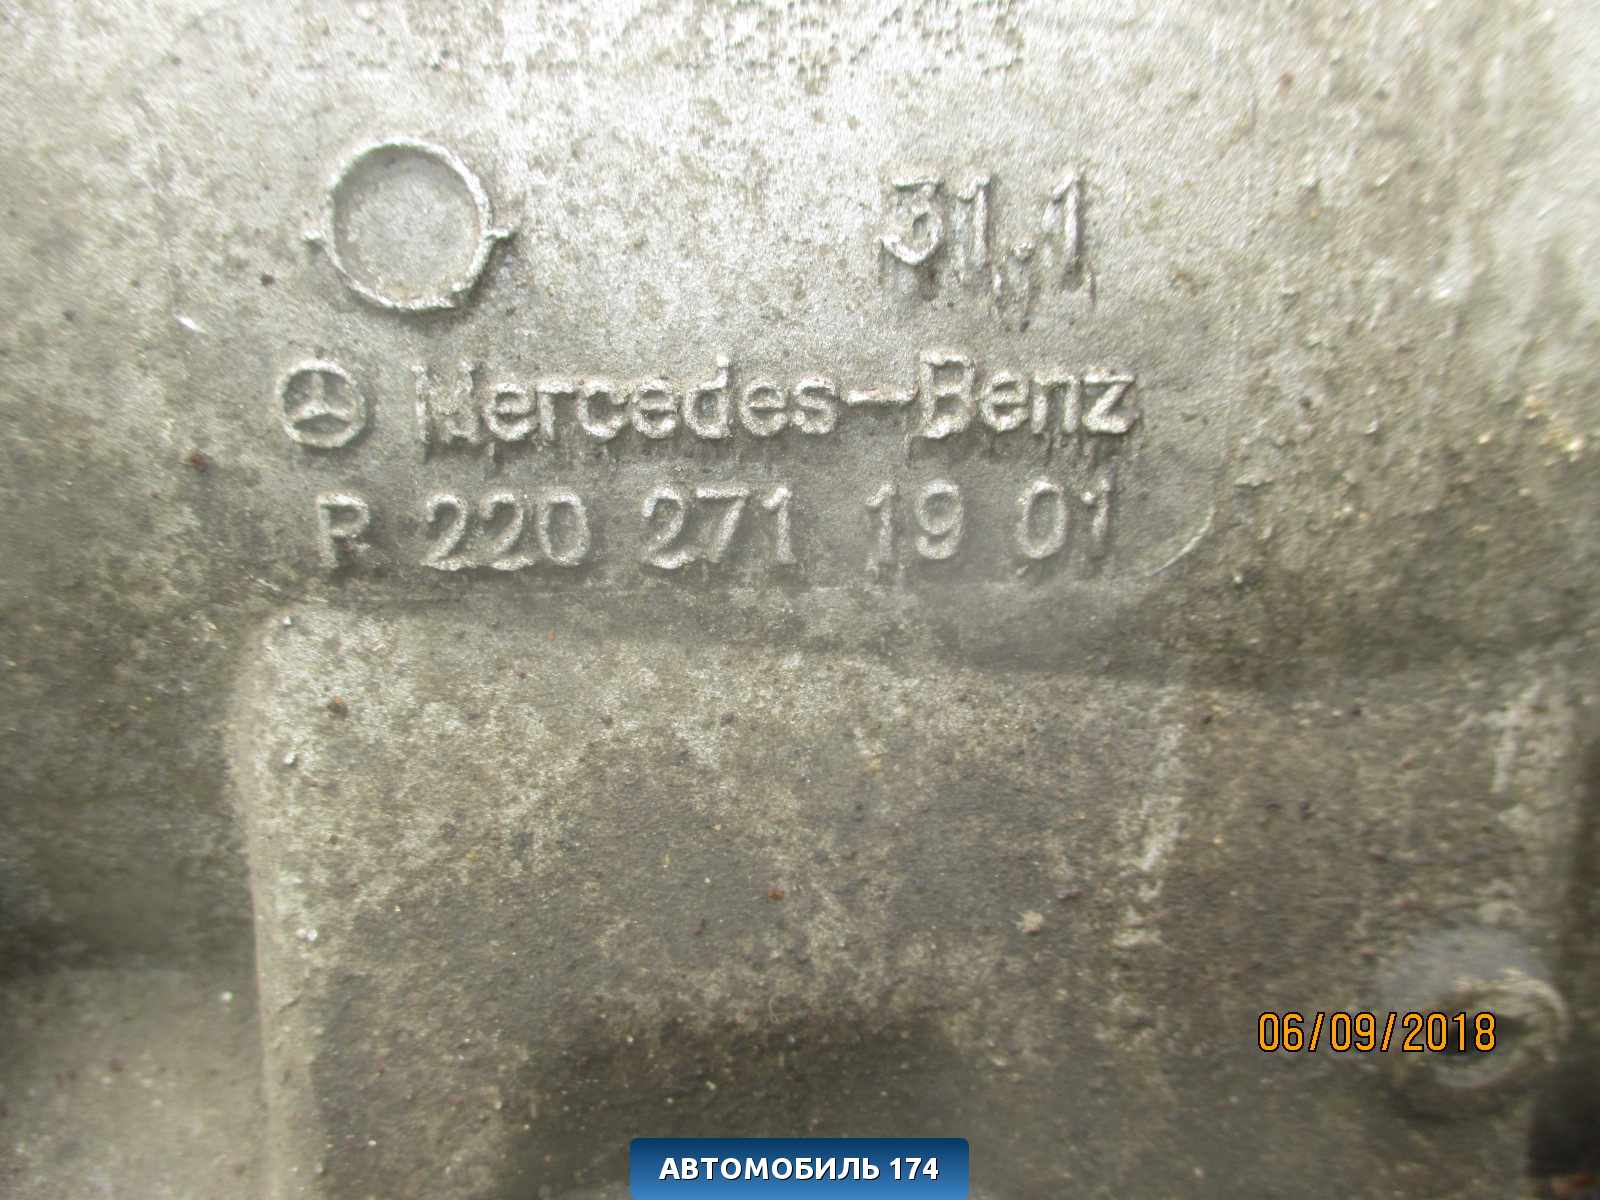 31.1
Mercedes-Benz
R 220 271 19 01
06/09/2018
АВТОМОБИЛЬ 174